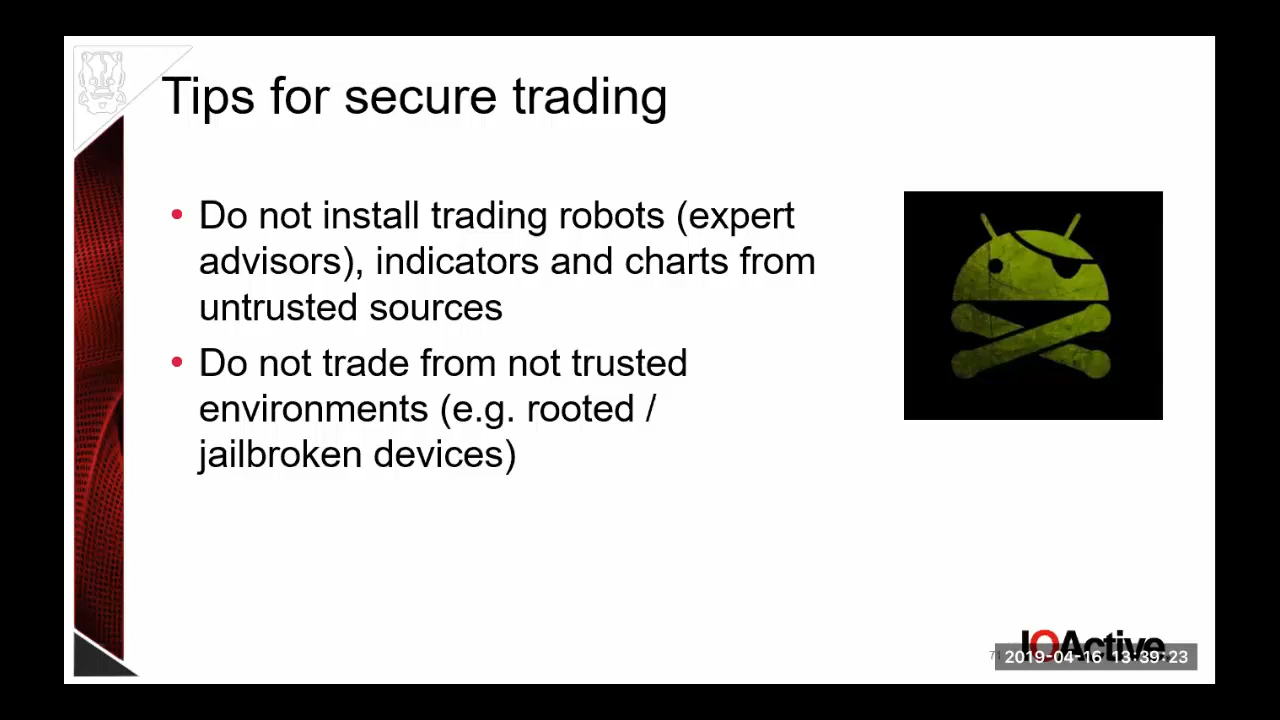 Tips for secure trading
• Do not install trading robots (expert
advisors), indicators and charts from
untrusted sources
• Do not trade from not trusted
environments (e.g. rooted /
jailbroken devices)
IOActive
71
2019-04-16 13:39:23